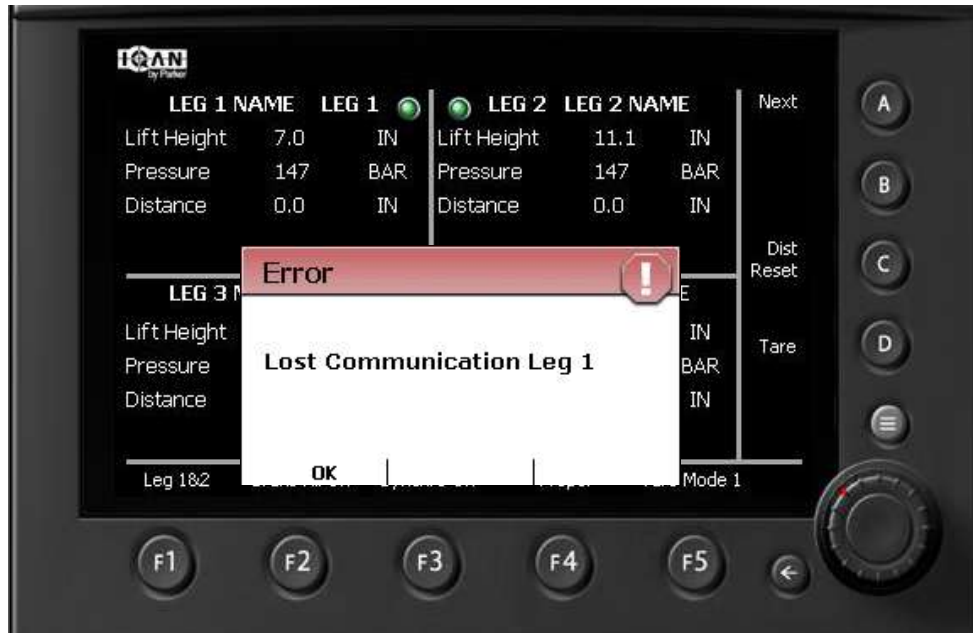 IQAN
by Parker
LEG 1 NAME LEG 1 LEG 2 LEG 2 NAME Next
Lift Height 7.0 IN Lift Height 11.1 IN
Pressure 147 BAR Pressure 147 BAR
Distance 0.0 IN Distance 0.0 IN
Dist
Reset
Error !
LEG 3 E
Lift Height IN
Tare
Pressure BAR
Lost Communication Leg 1
Distance IN
OK
Leg 1&2 Mode 1
A
B
C
D
F1 F2 F3 F4 F5